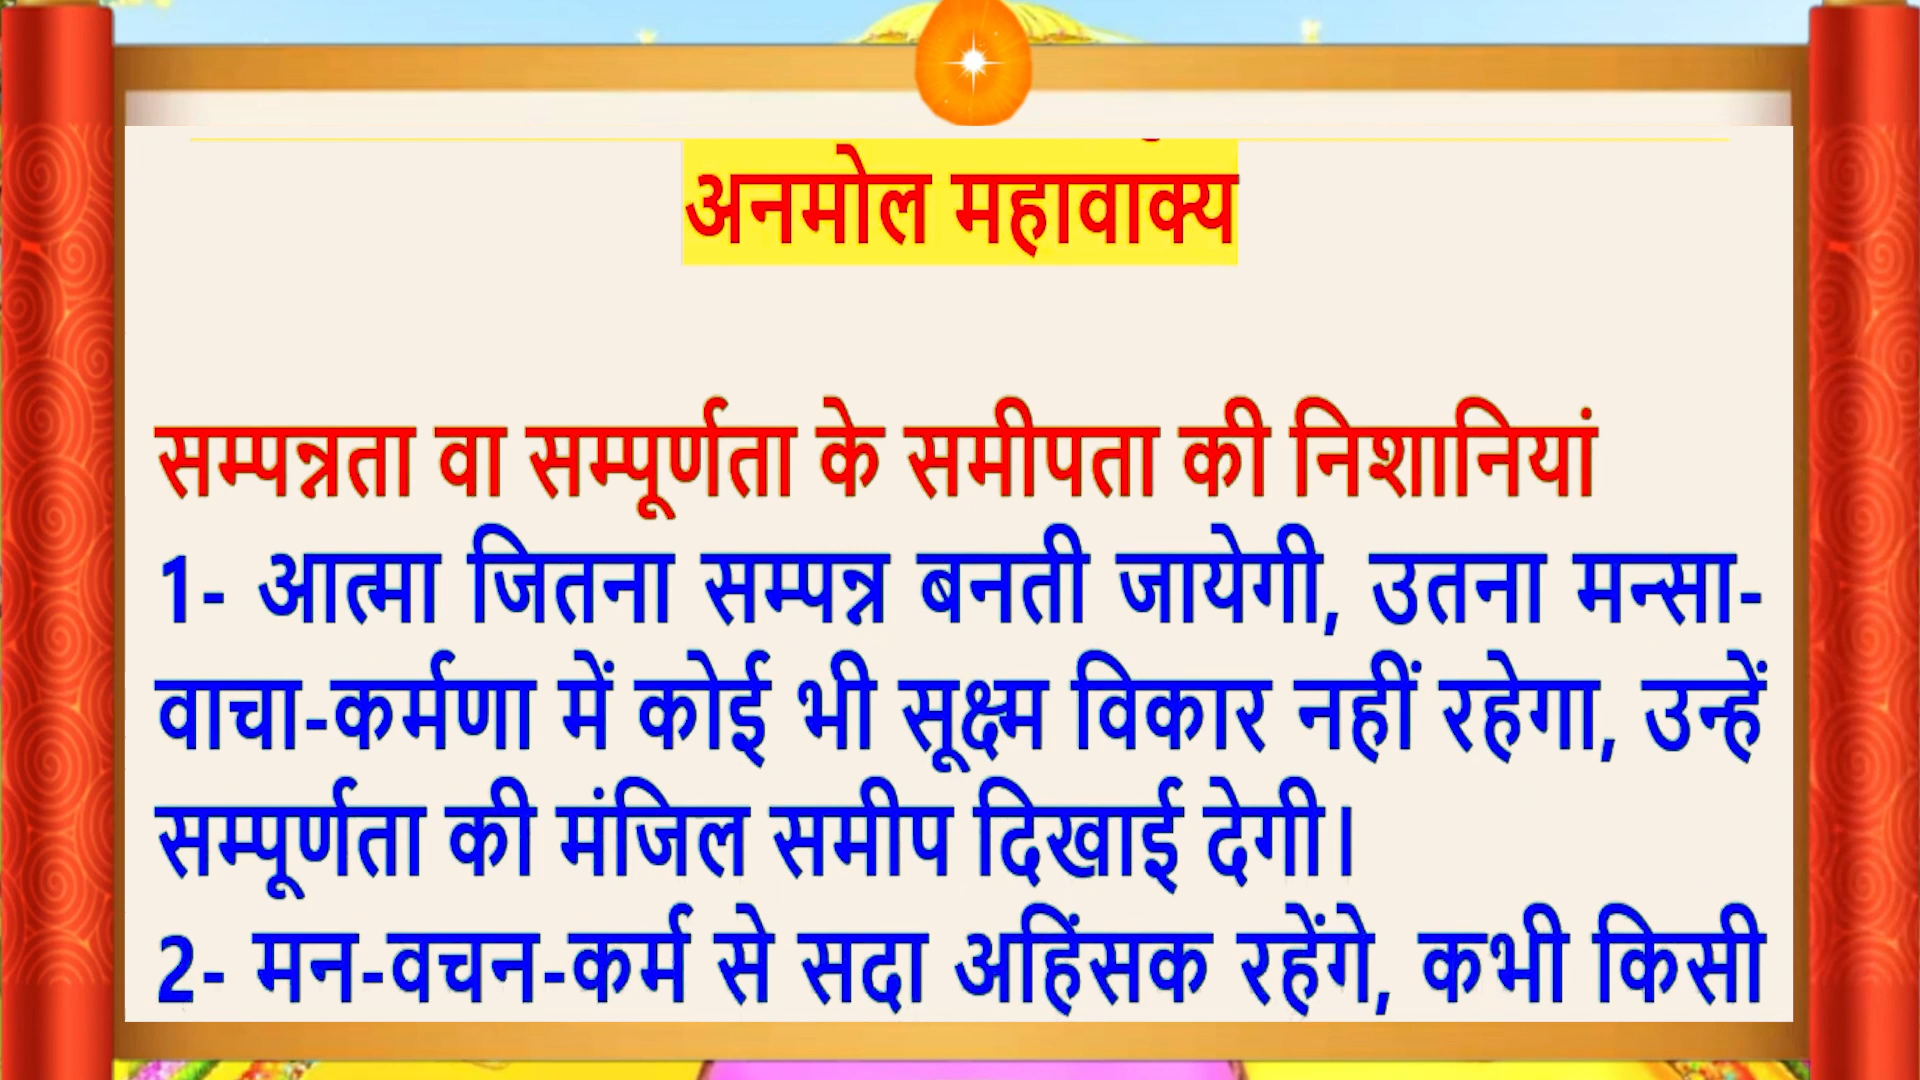 अनमोल महावाक्य
सम्पन्नता वा सम्पूर्णता के समीपता की निशानियां
1- आत्मा जितना सम्पन्न बनती जायेगी, उतना मन्सा-
वाचा-कर्मणा में कोई भी सूक्ष्म विकार नहीं रहेगा, उन्हें
सम्पूर्णता की मंजिल समीप दिखाई देगी।
2- मन-वचन-कर्म से सदा अहिंसक रहेंगे, कभी किसी